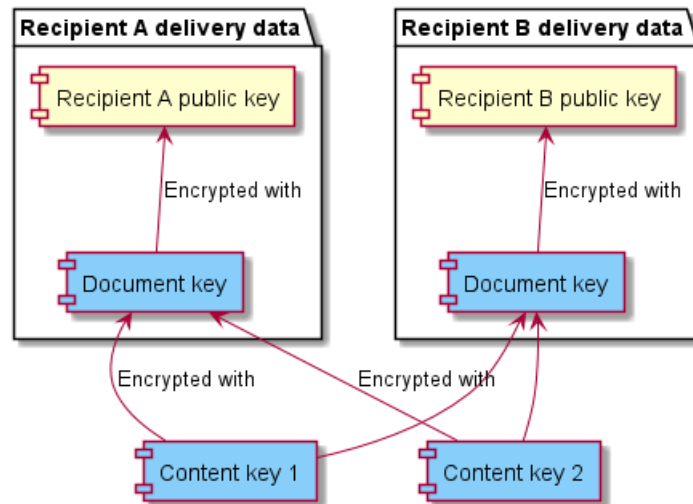 Recipient A delivery data
Recipient B delivery data
Recipient A public key
Recipient B public key
Encrypted with
Encrypted with
Document key
Document key
Encrypted with
Encrypted with
Content key 1
Content key 2